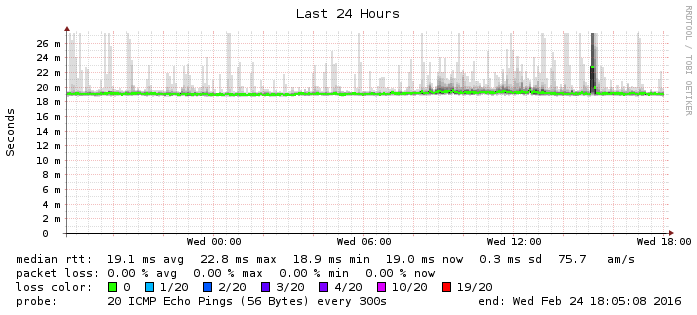 Last 24 Hours
RRDTOOL / TOBI OETIKER
Seconds
26 m
24 m
22 m
20 m
18 m
16 m
14 m
12 m
10 m
8 m
6 m
4 m
2 m
0
Wed 00:00 Wed 06:00 Wed 12:00 Wed 18:00
median rtt: 19.1 ms avg 22.8 ms max 18.9 ms min 19.0 ms now 0.3 ms sd 75.7 am/s
packet loss: 0.00 % avg 0.00 % max 0.00 % min 0.00 % now
loss color: 0 1/20 2/20 3/20 4/20 10/20 19/20
probe: 20 ICMP Echo Pings (56 Bytes) every 300s end: Wed Feb 24 18:05:08 2016